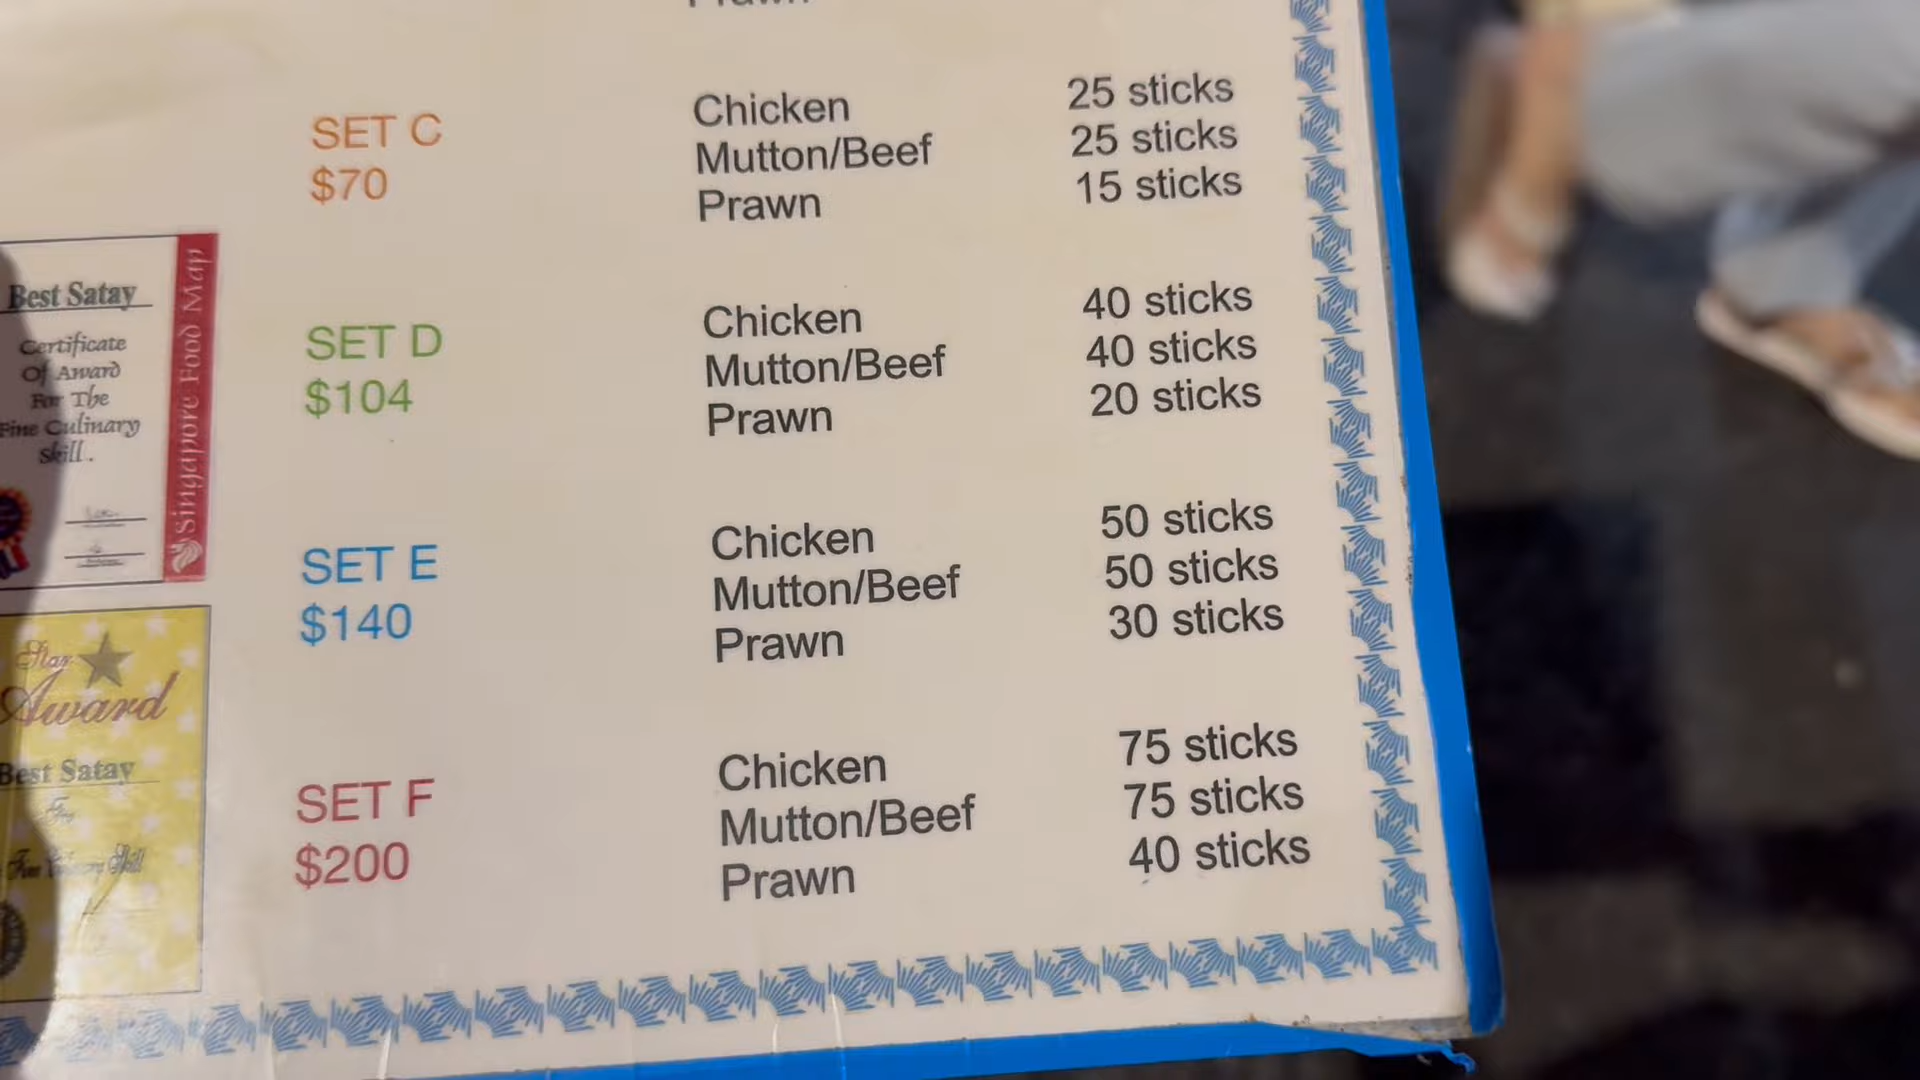 SET C
$70
Chicken 25 sticks
Mutton/Beef 25 sticks
Prawn 15 sticks
SET D
$104
Chicken 40 sticks
Mutton/Beef 40 sticks
Prawn 20 sticks
SET E
$140
Chicken 50 sticks
Mutton/Beef 50 sticks
Prawn 30 sticks
SET F
$200
Chicken 75 sticks
Mutton/Beef 75 sticks
Prawn 40 sticks
Best Satay
Certificate
Of Award
For The
Fine Culinary
Skill.
Singapore Food Map
Star
Award
Best Satay